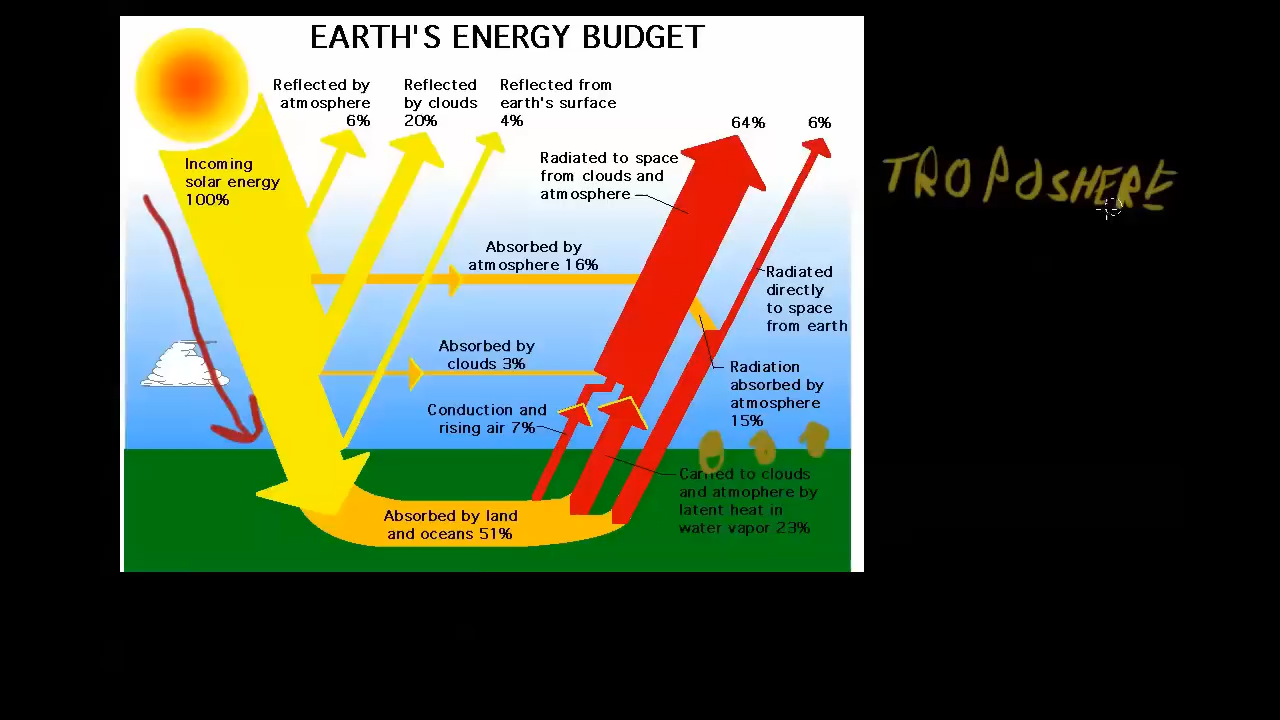 EARTH'S ENERGY BUDGET
Reflected by
atmosphere
6%
Reflected
by clouds
20%
Reflected from
earth's surface
4%
64%
6%
Incoming
solar energy
100%
Radiated to space
from clouds and
atmosphere
TROPOSHERE
Absorbed by
atmosphere 16%
Radiated
directly
to space
from earth
Absorbed by
clouds 3%
Radiation
absorbed by
atmosphere
15%
Conduction and
rising air 7%
Carried to clouds
and atmophere by
latent heat in
water vapor 23%
Absorbed by land
and oceans 51%